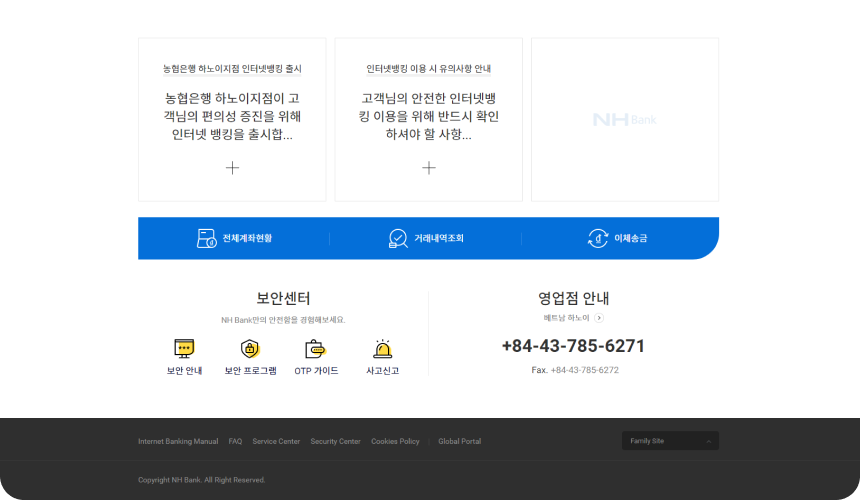 농협은행 하노이지점 인터넷뱅킹 출시
농협은행 하노이지점이 고
객님의 편의성 증진을 위해
인터넷 뱅킹을 출시합...
인터넷뱅킹 이용 시 유의사항 안내
고객님의 안전한 인터넷뱅
킹 이용을 위해 반드시 확인
하셔야 할 사항...
NH Bank
전체계좌현황
거래내역조회
이체송금
보안센터
NH Bank만의 안전함을 경험해보세요.
보안 안내
보안 프로그램
OTP 가이드
사고신고
영업점 안내
베트남 하노이
+84-43-785-6271
Fax. +84-43-785-6272
Internet Banking Manual FAQ Service Center Security Center Cookies Policy Global Portal
Family Site
Copyright NH Bank. All Right Reserved.